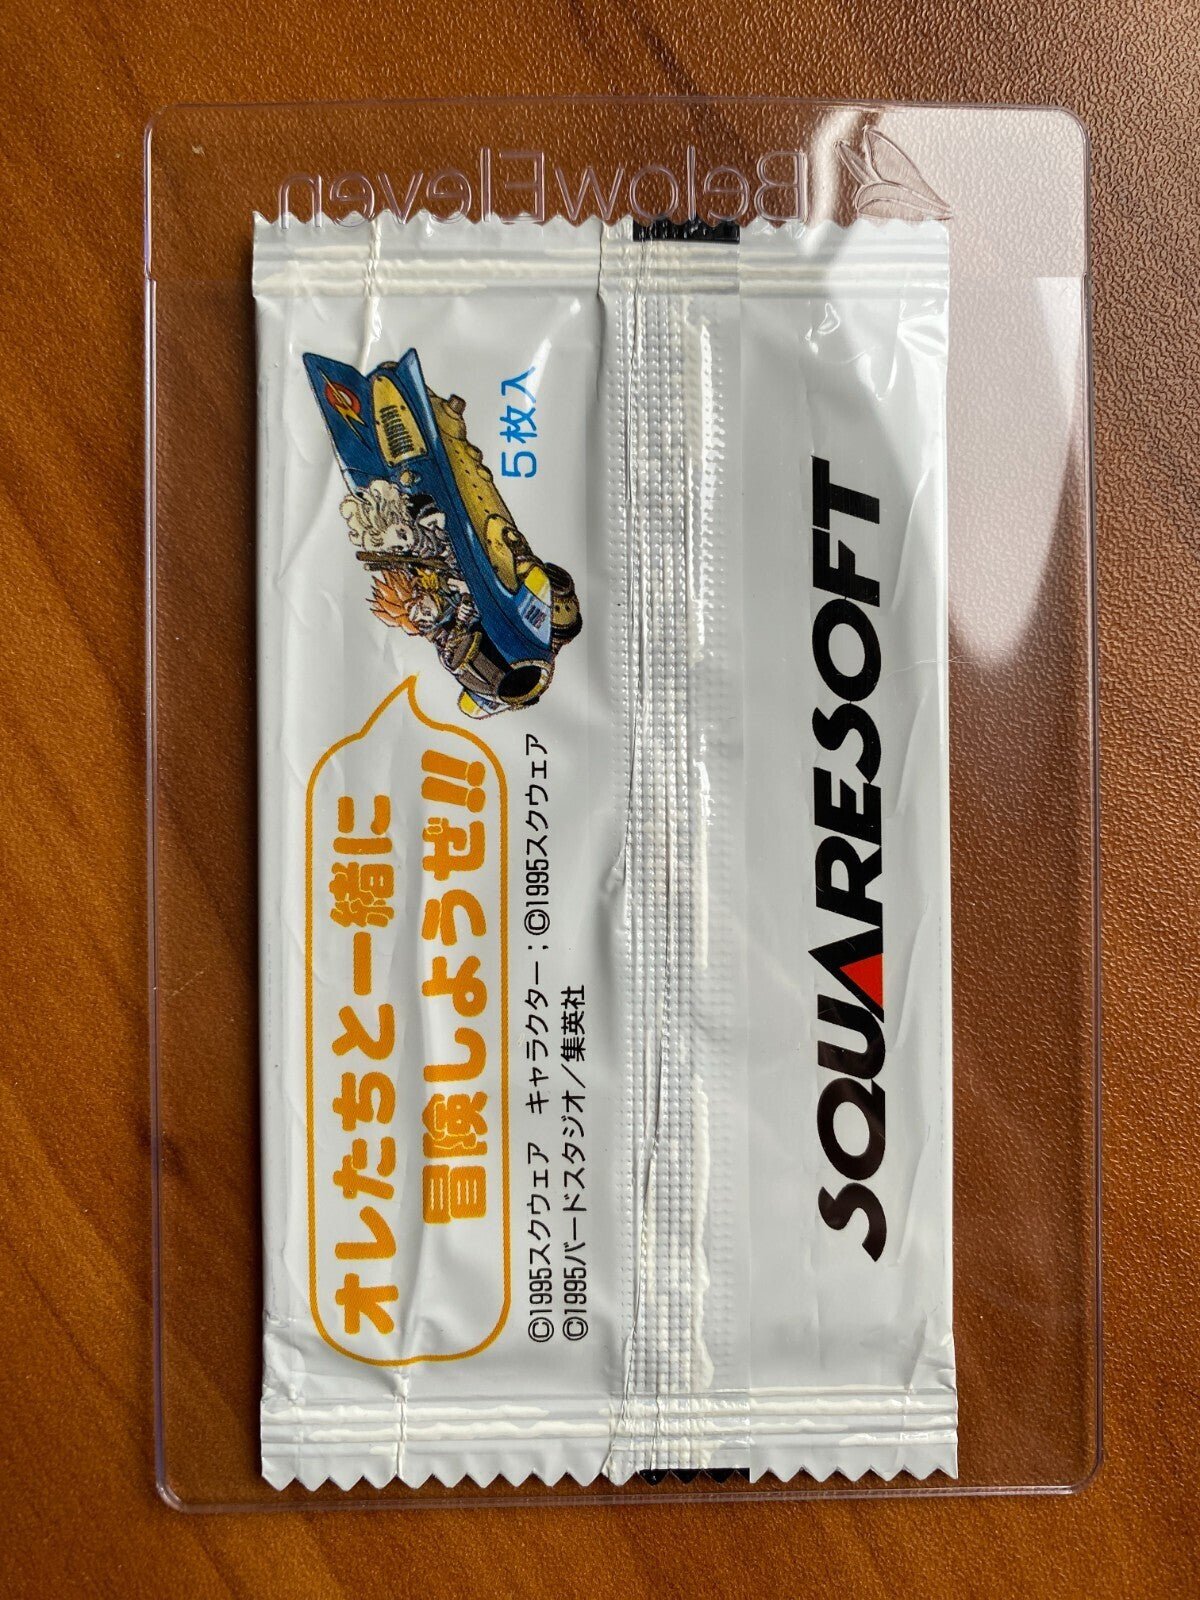 BelowEleven
5枚入
オレたちと一緒に
冒険しようぜ!!
©1995スクウェア キャラクター:©1995スクウェア
©1995バードスタジオ/集英社
SQUARESOFT